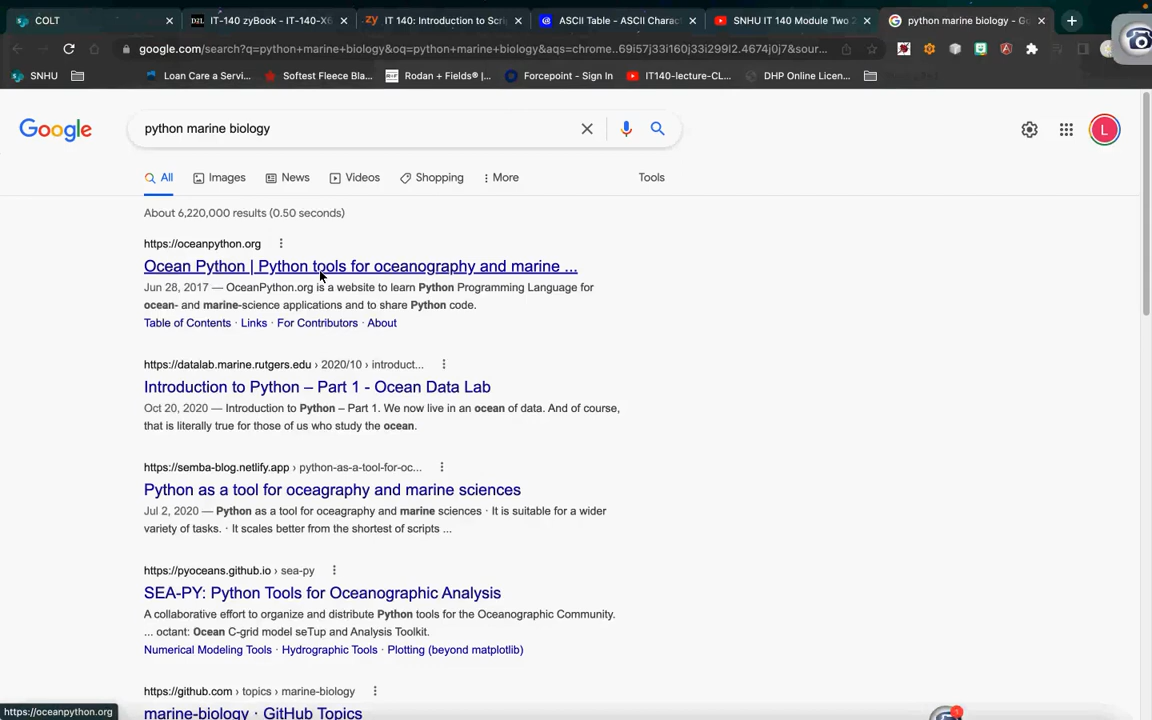 COLT
IT-140 zyBook - IT-140-X6
IT 140: Introduction to Scri
ASCII Table - ASCII Charac
SNHU IT 140 Module Two 2
python marine biology - Go
google.com/search?q=python+marine+biology&oq=python+marine+biology&aqs=chrome..69i57j33i160j33i299l2.4674j0j7&sour...
SNHU
Loan Care a Servi...
Softest Fleece Bla...
Rodan + Fields® |...
Forcepoint - Sign In
IT140-lecture-CL...
DHP Online Licen...
Google
python marine biology
L
All
Images
News
Videos
Shopping
More
Tools
About 6,220,000 results (0.50 seconds)
https://oceanpython.org
Ocean Python | Python tools for oceanography and marine ...
Jun 28, 2017 — OceanPython.org is a website to learn Python Programming Language for
ocean- and marine-science applications and to share Python code.
Table of Contents · Links · For Contributors · About
https://datalab.marine.rutgers.edu › 2020/10 › introduct...
Introduction to Python – Part 1 - Ocean Data Lab
Oct 20, 2020 — Introduction to Python – Part 1. We now live in an ocean of data. And of course,
that is literally true for those of us who study the ocean.
https://semba-blog.netlify.app › python-as-a-tool-for-oc...
Python as a tool for oceagraphy and marine sciences
Jul 2, 2020 — Python as a tool for oceagraphy and marine sciences · It is suitable for a wider
variety of tasks. · It scales better from the shortest of scripts ...
https://pyoceans.github.io › sea-py
SEA-PY: Python Tools for Oceanographic Analysis
A collaborative effort to organize and distribute Python tools for the Oceanographic Community.
... octant: Ocean C-grid model seTup and Analysis Toolkit.
Numerical Modeling Tools · Hydrographic Tools · Plotting (beyond matplotlib)
https://github.com › topics › marine-biology
marine-biology · GitHub Topics
https://oceanpython.org
1